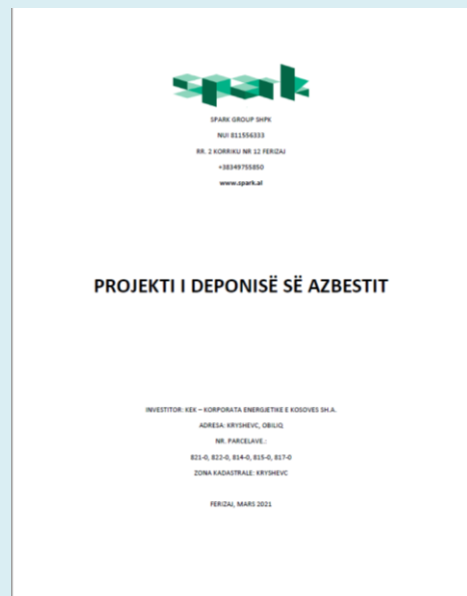 spark
SPARK GROUP SHPK
NUI 811556333
RR. 2 KORRIKU NR 12 FERIZAJ
+38349755850
www.spark.al
PROJEKTI I DEPONISË SË AZBESTIT
INVESTITOR: KEK – KORPORATA ENERGJETIKE E KOSOVES SH.A.
ADRESA: KRYSHEVC, OBILIQ
NR. PARCELAVE.:
821-0, 822-0, 814-0, 815-0, 817-0
ZONA KADASTRALE: KRYSHEVC
FERIZAJ, MARS 2021